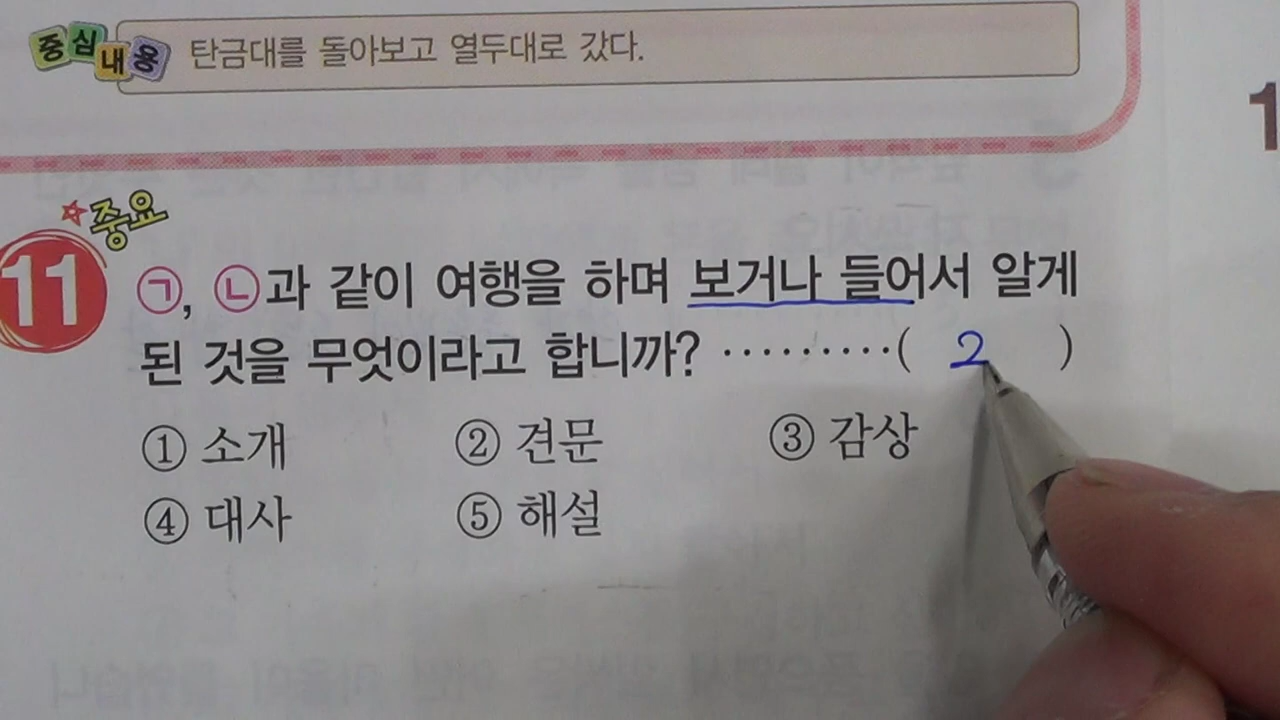 중심내용 탄금대를 돌아보고 열두대로 갔다.
1
중요
11 ㉠, ㉡과 같이 여행을 하며 보거나 들어서 알게
된 것을 무엇이라고 합니까? ·········( 2 )
① 소개 ② 견문 ③ 감상
④ 대사 ⑤ 해설